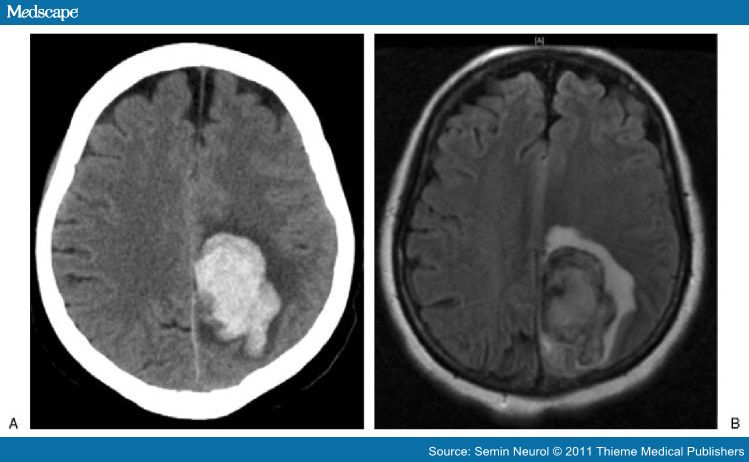 Medscape
[A]
A
B
Source: Semin Neurol © 2011 Thieme Medical Publishers